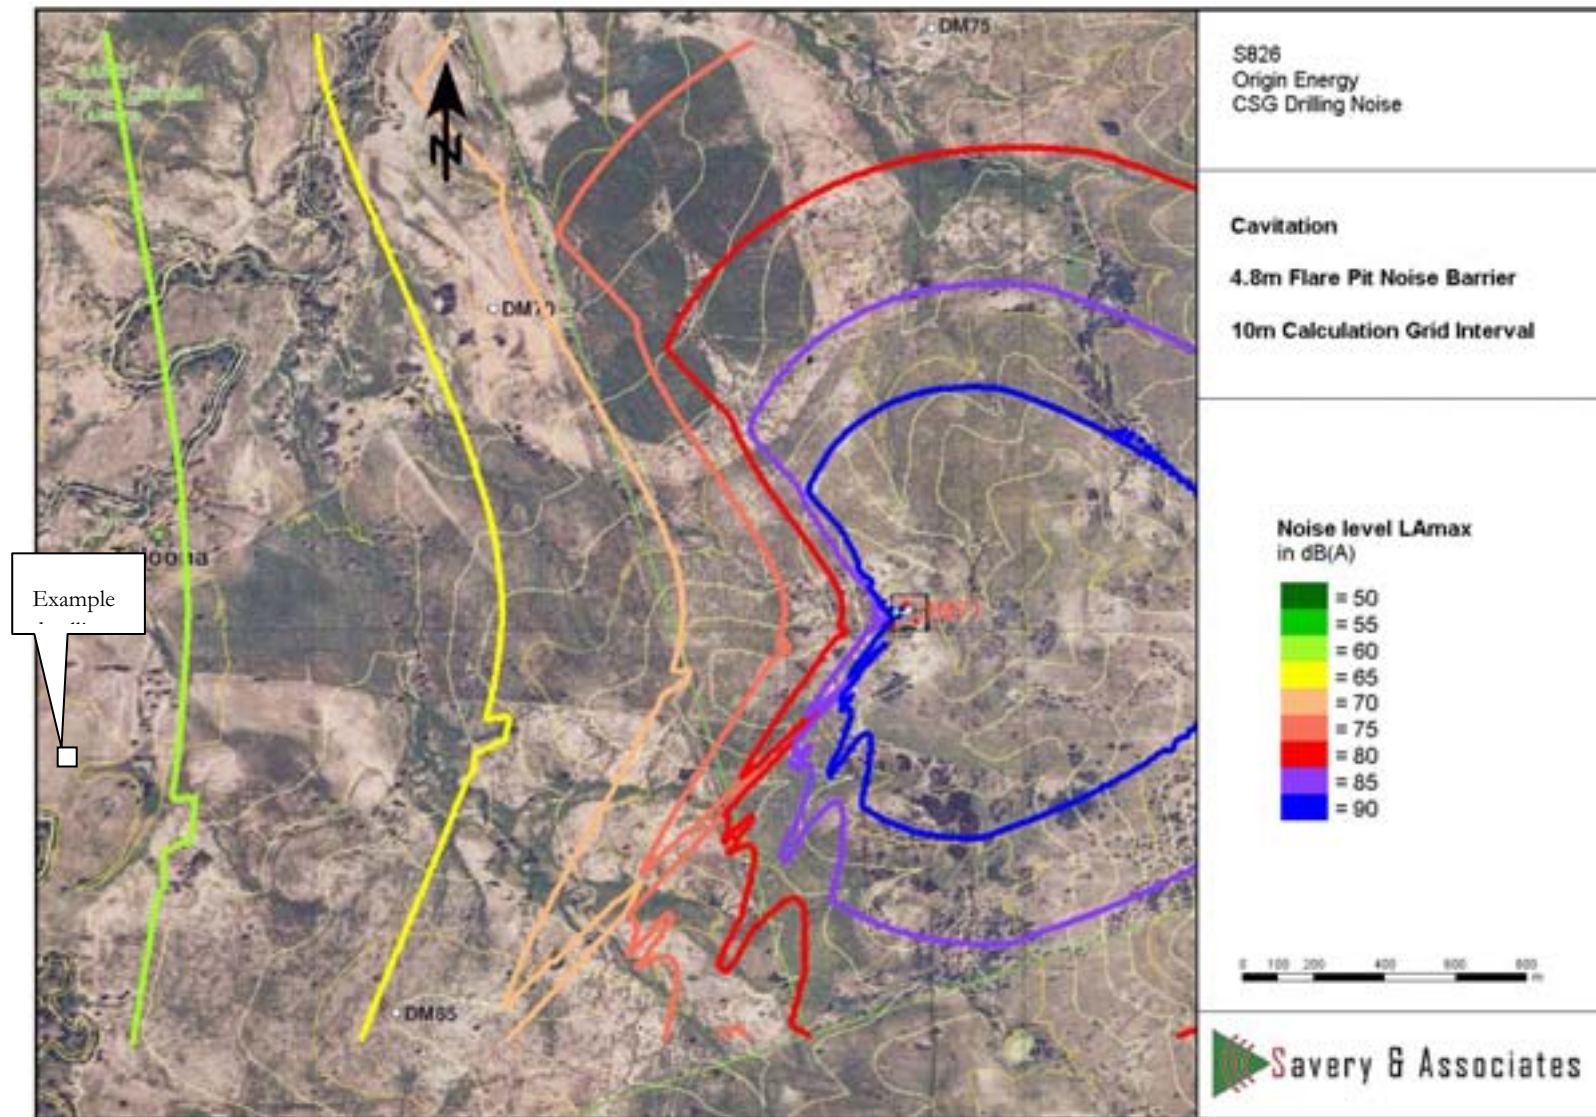 DM75
DM70
DM85
Example
S826
Origin Energy
CSG Drilling Noise
Cavitation
4.8m Flare Pit Noise Barrier
10m Calculation Grid Interval
Noise level LAmax
in dB(A)
= 50
= 55
= 60
= 65
= 70
= 75
= 80
= 85
= 90
0 100 200 400 600 800
m
Savery & Associates